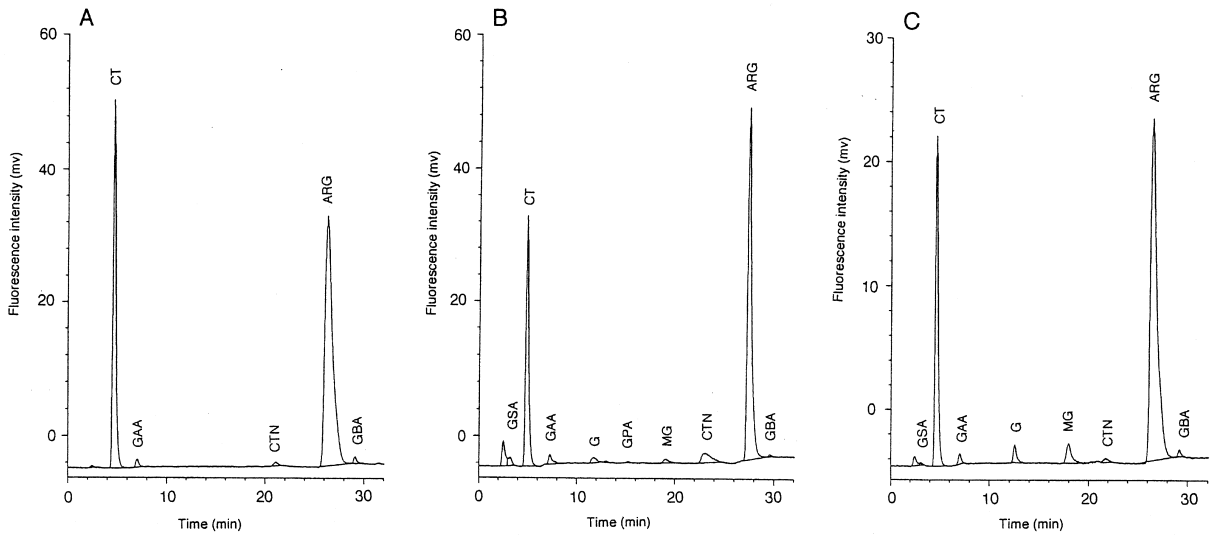 A
60
40
20
0
Fluorescence intensity (mv)
CT
GAA
CTN
ARG
GBA
0
10
20
30
Time (min)
B
60
40
20
0
Fluorescence intensity (mv)
GSA
CT
GAA
G
GPA
MG
CTN
ARG
GBA
0
10
20
30
Time (min)
C
30
20
10
0
Fluorescence intensity (mv)
GSA
CT
GAA
G
MG
CTN
ARG
GBA
0
10
20
30
Time (min)